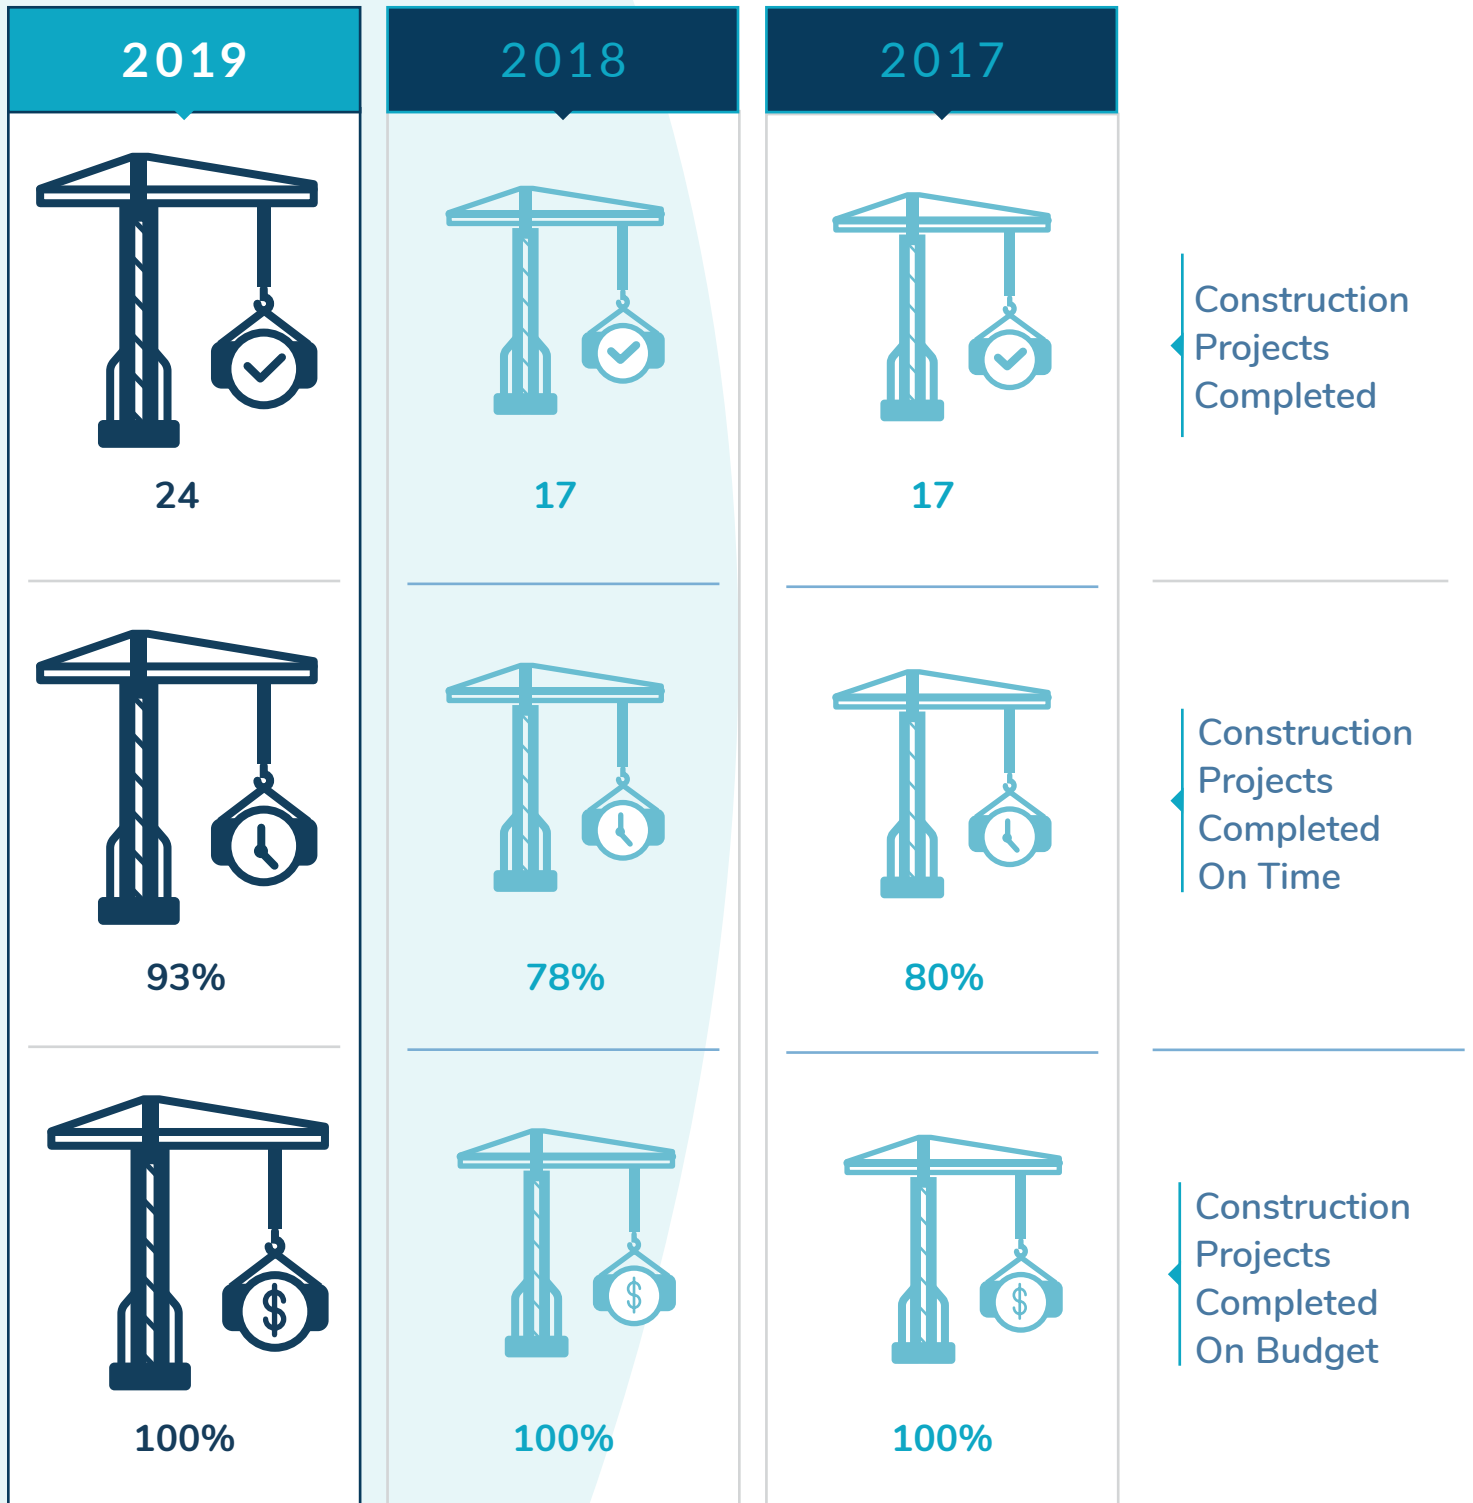 2019
2018
2017
24
17
17
Construction
Projects
Completed
93%
78%
80%
Construction
Projects
Completed
On Time
100%
100%
100%
Construction
Projects
Completed
On Budget